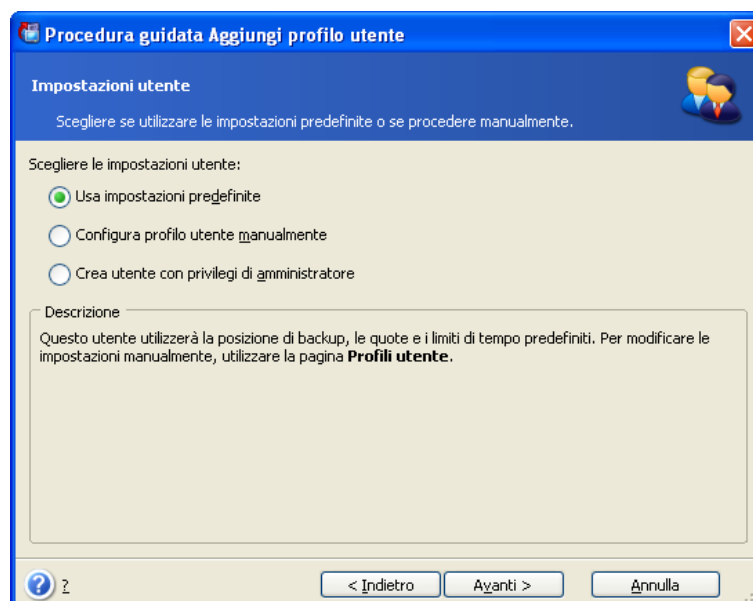 Procedura guidata Aggiungi profilo utente
Impostazioni utente
Scegliere se utilizzare le impostazioni predefinite o se procedere manualmente.
Scegliere le impostazioni utente:
Usa impostazioni predefinite
Configura profilo utente manualmente
Crea utente con privilegi di amministratore
Descrizione
Questo utente utilizzerà la posizione di backup, le quote e i limiti di tempo predefiniti. Per modificare le
impostazioni manualmente, utilizzare la pagina Profili utente.
? ? < Indietro Avanti > Annulla